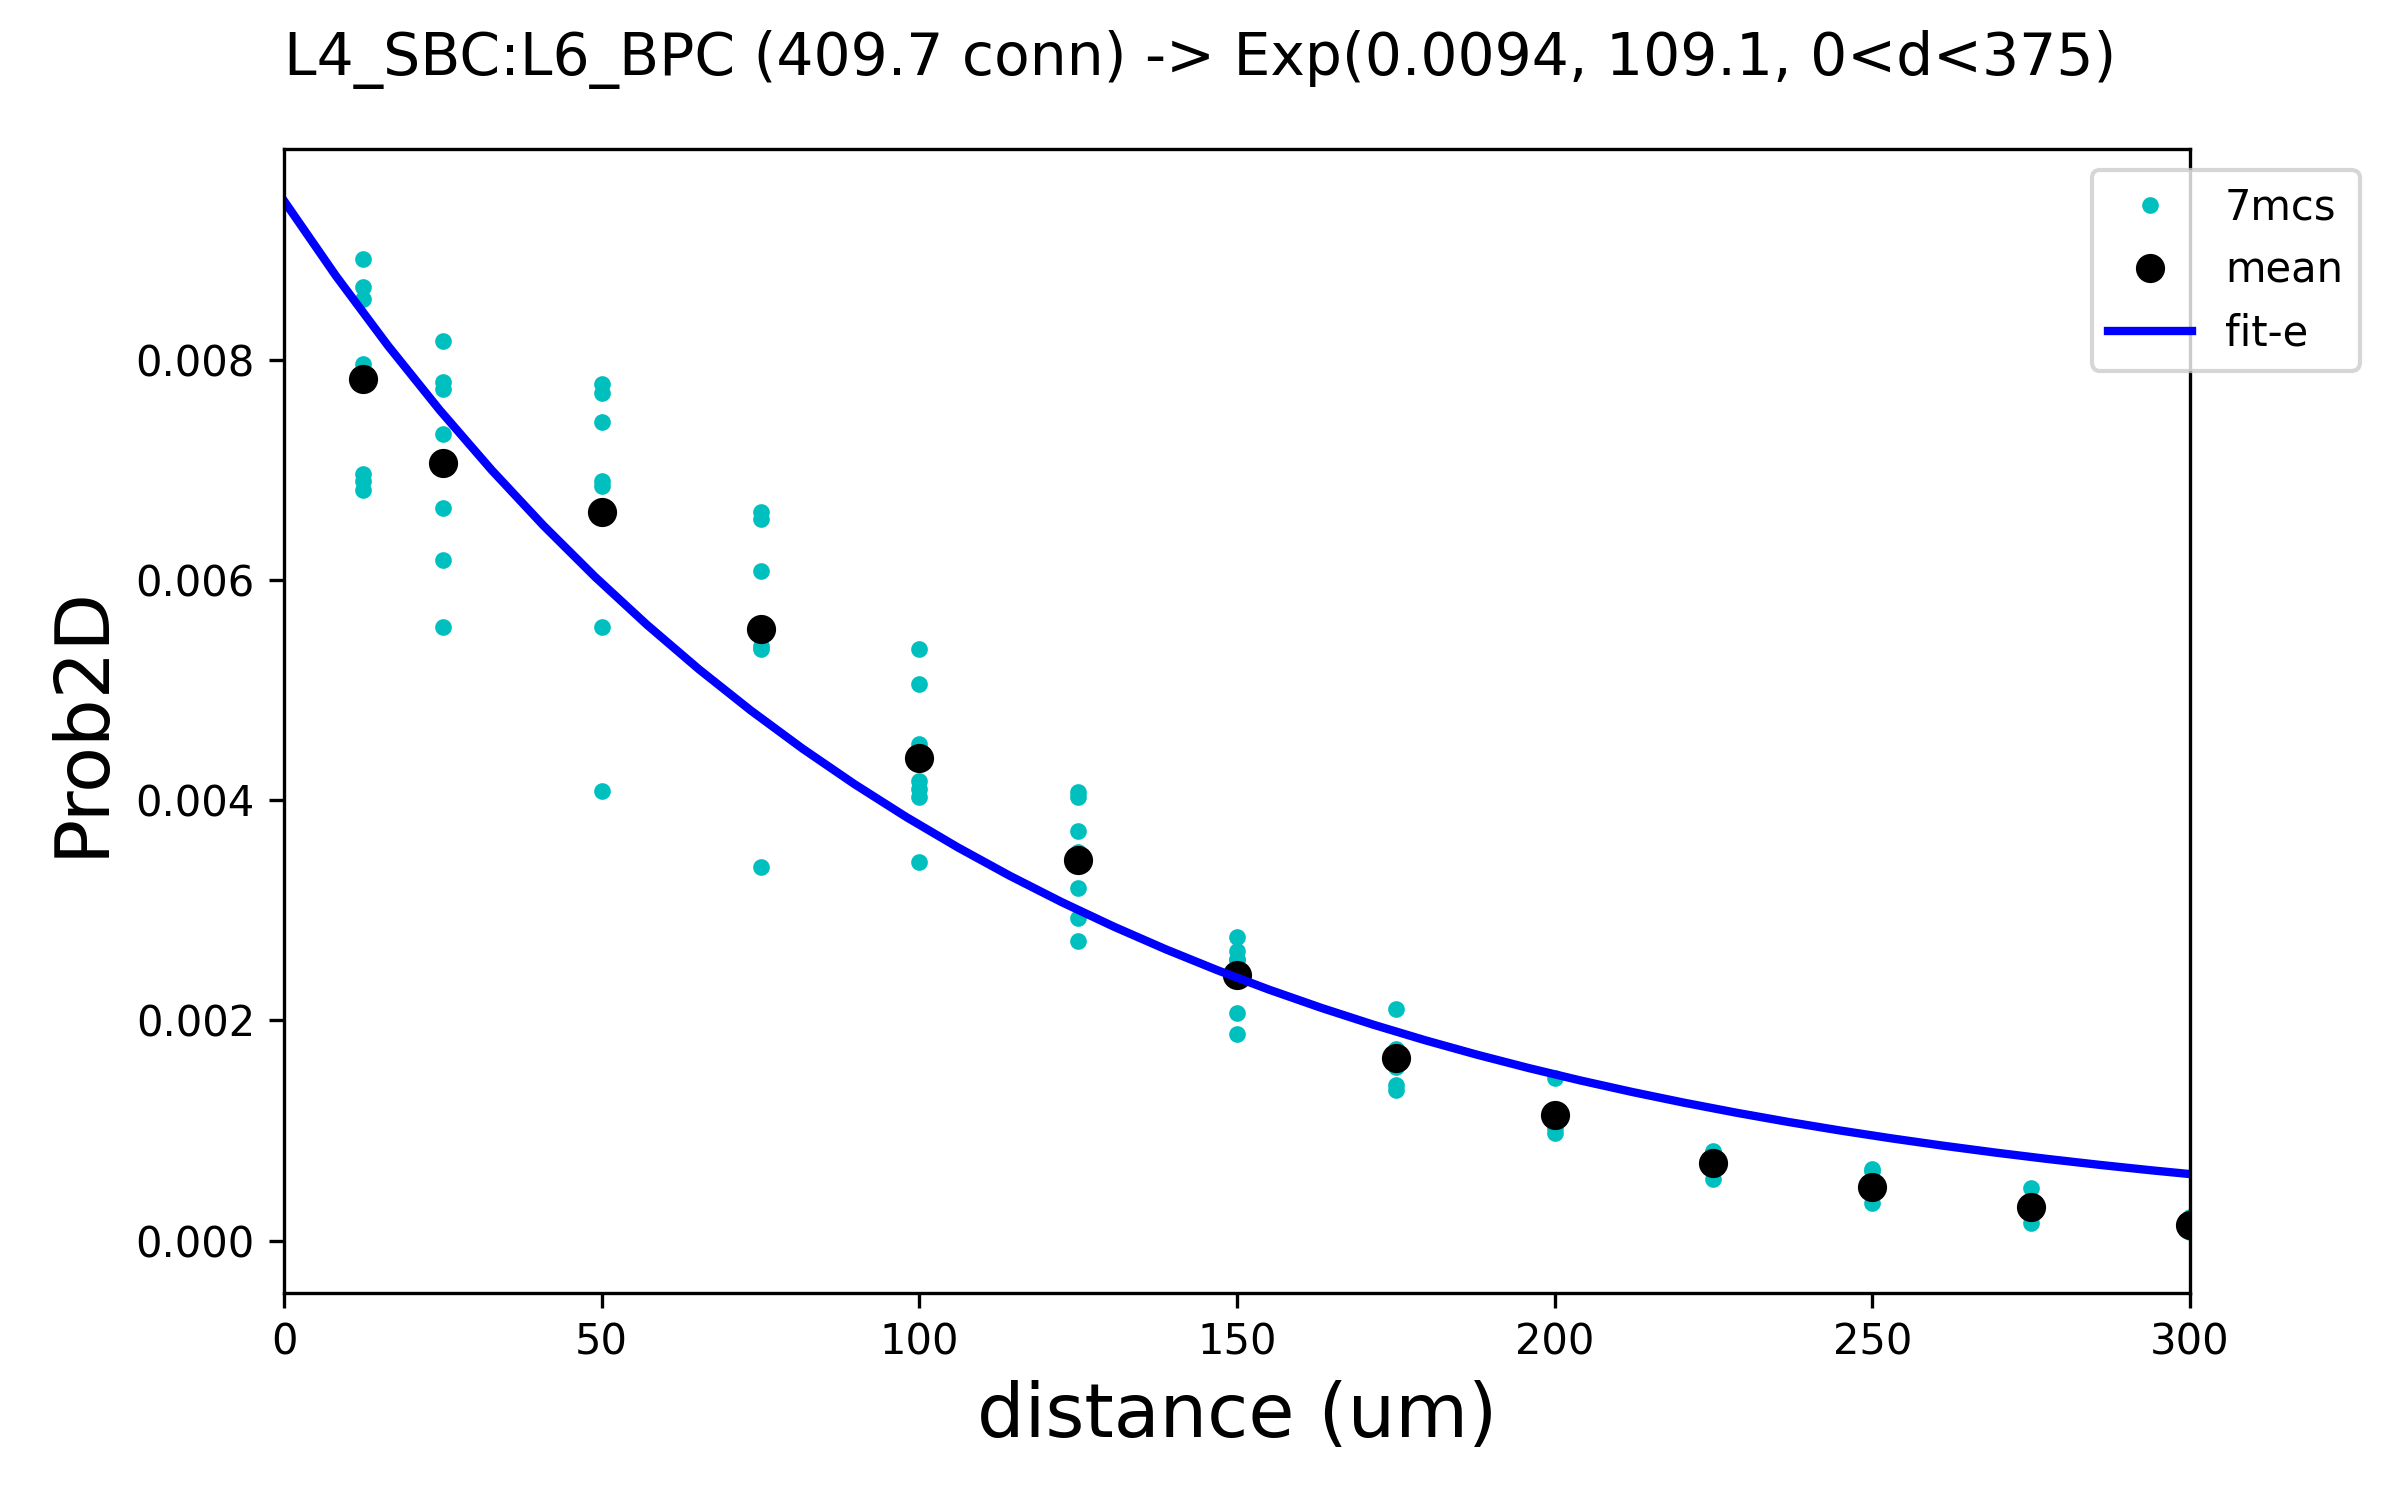 L4_SBC:L6_BPC (409.7 conn) -> Exp(0.0094, 109.1, 0<d<375)
7mcs
mean
fit-e
0.008
0.006
0.004
0.002
0.000
Prob2D
0 50 100 150 200 250 300
distance (um)